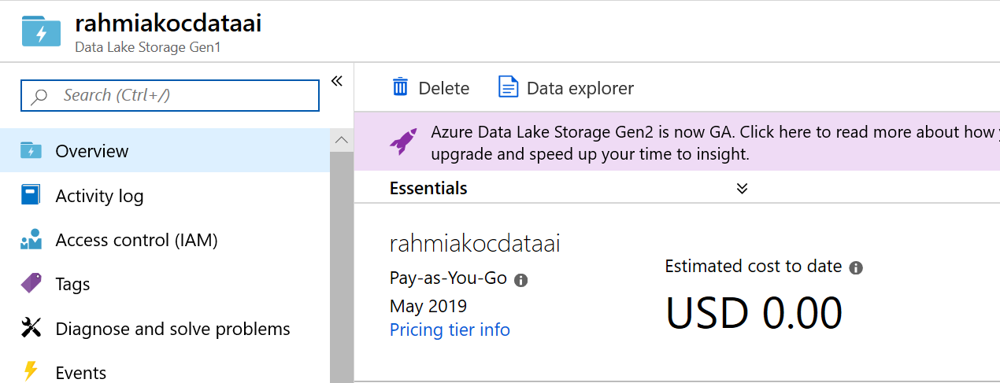 rahmiakocdataai
Data Lake Storage Gen1
Search (Ctrl+/)
Overview
Activity log
Access control (IAM)
Tags
Diagnose and solve problems
Events
Delete
Data explorer
Azure Data Lake Storage Gen2 is now GA. Click here to read more about how
upgrade and speed up your time to insight.
Essentials
rahmiakocdataai
Pay-as-You-Go
May 2019
Pricing tier info
Estimated cost to date
USD 0.00